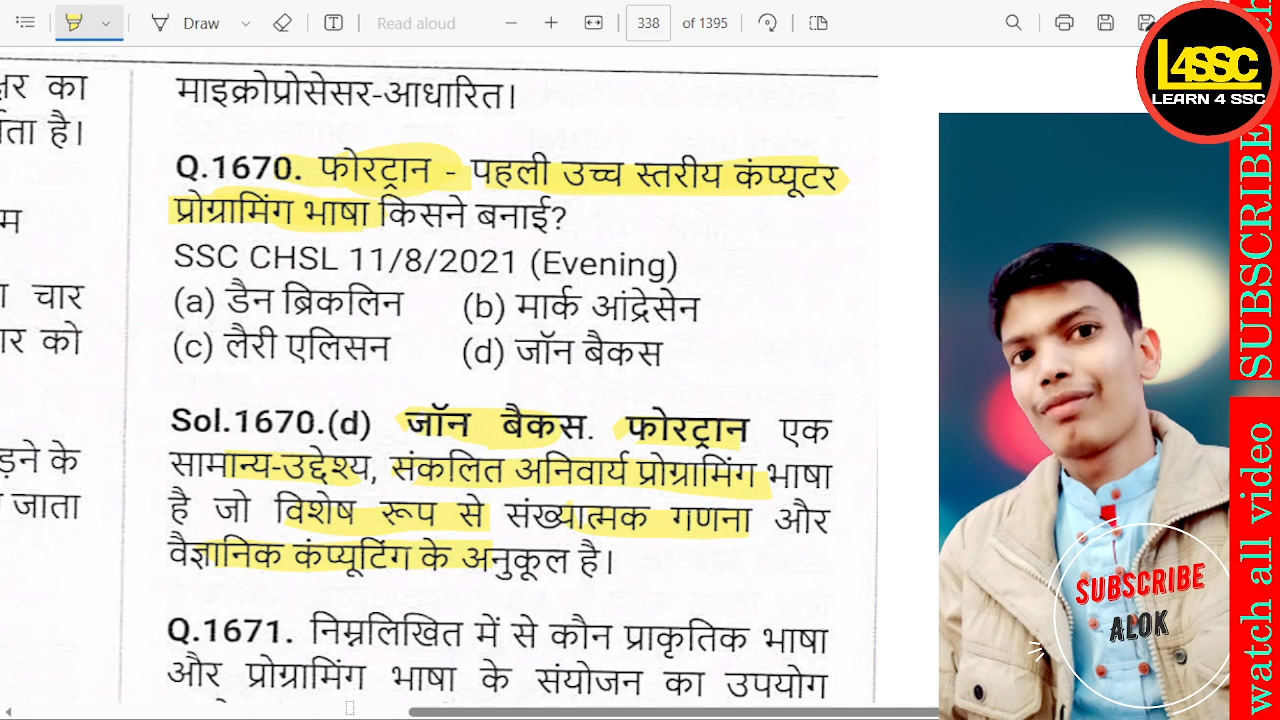 Draw
Read aloud
338 of 1395
L4SSC
LEARN 4 SSC
माइक्रोप्रोसेसर-आधारित।
Q.1670. फोरट्रान - पहली उच्च स्तरीय कंप्यूटर
प्रोग्रामिंग भाषा किसने बनाई?
SSC CHSL 11/8/2021 (Evening)
(a) डैन ब्रिकलिन (b) मार्क आंद्रेसेन
(c) लैरी एलिसन (d) जॉन बैकस
Sol.1670.(d) जॉन बैकस. फोरट्रान एक
सामान्य-उद्देश्य, संकलित अनिवार्य प्रोग्रामिंग भाषा
है जो विशेष रूप से संख्यात्मक गणना और
वैज्ञानिक कंप्यूटिंग के अनुकूल है।
Q.1671. निम्नलिखित में से कौन प्राकृतिक भाषा
और प्रोग्रामिंग भाषा के संयोजन का उपयोग
का
है।
चार
को
के
जाता
SUBSCRIBE
ALOK
SUBSCRIBE
watch all video